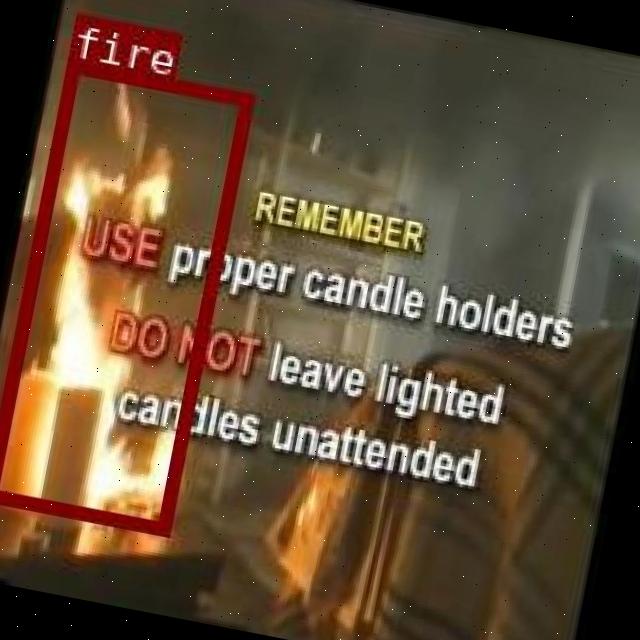 fire
REMEMBER
USE proper candle holders
DO NOT leave lighted
candles unattended